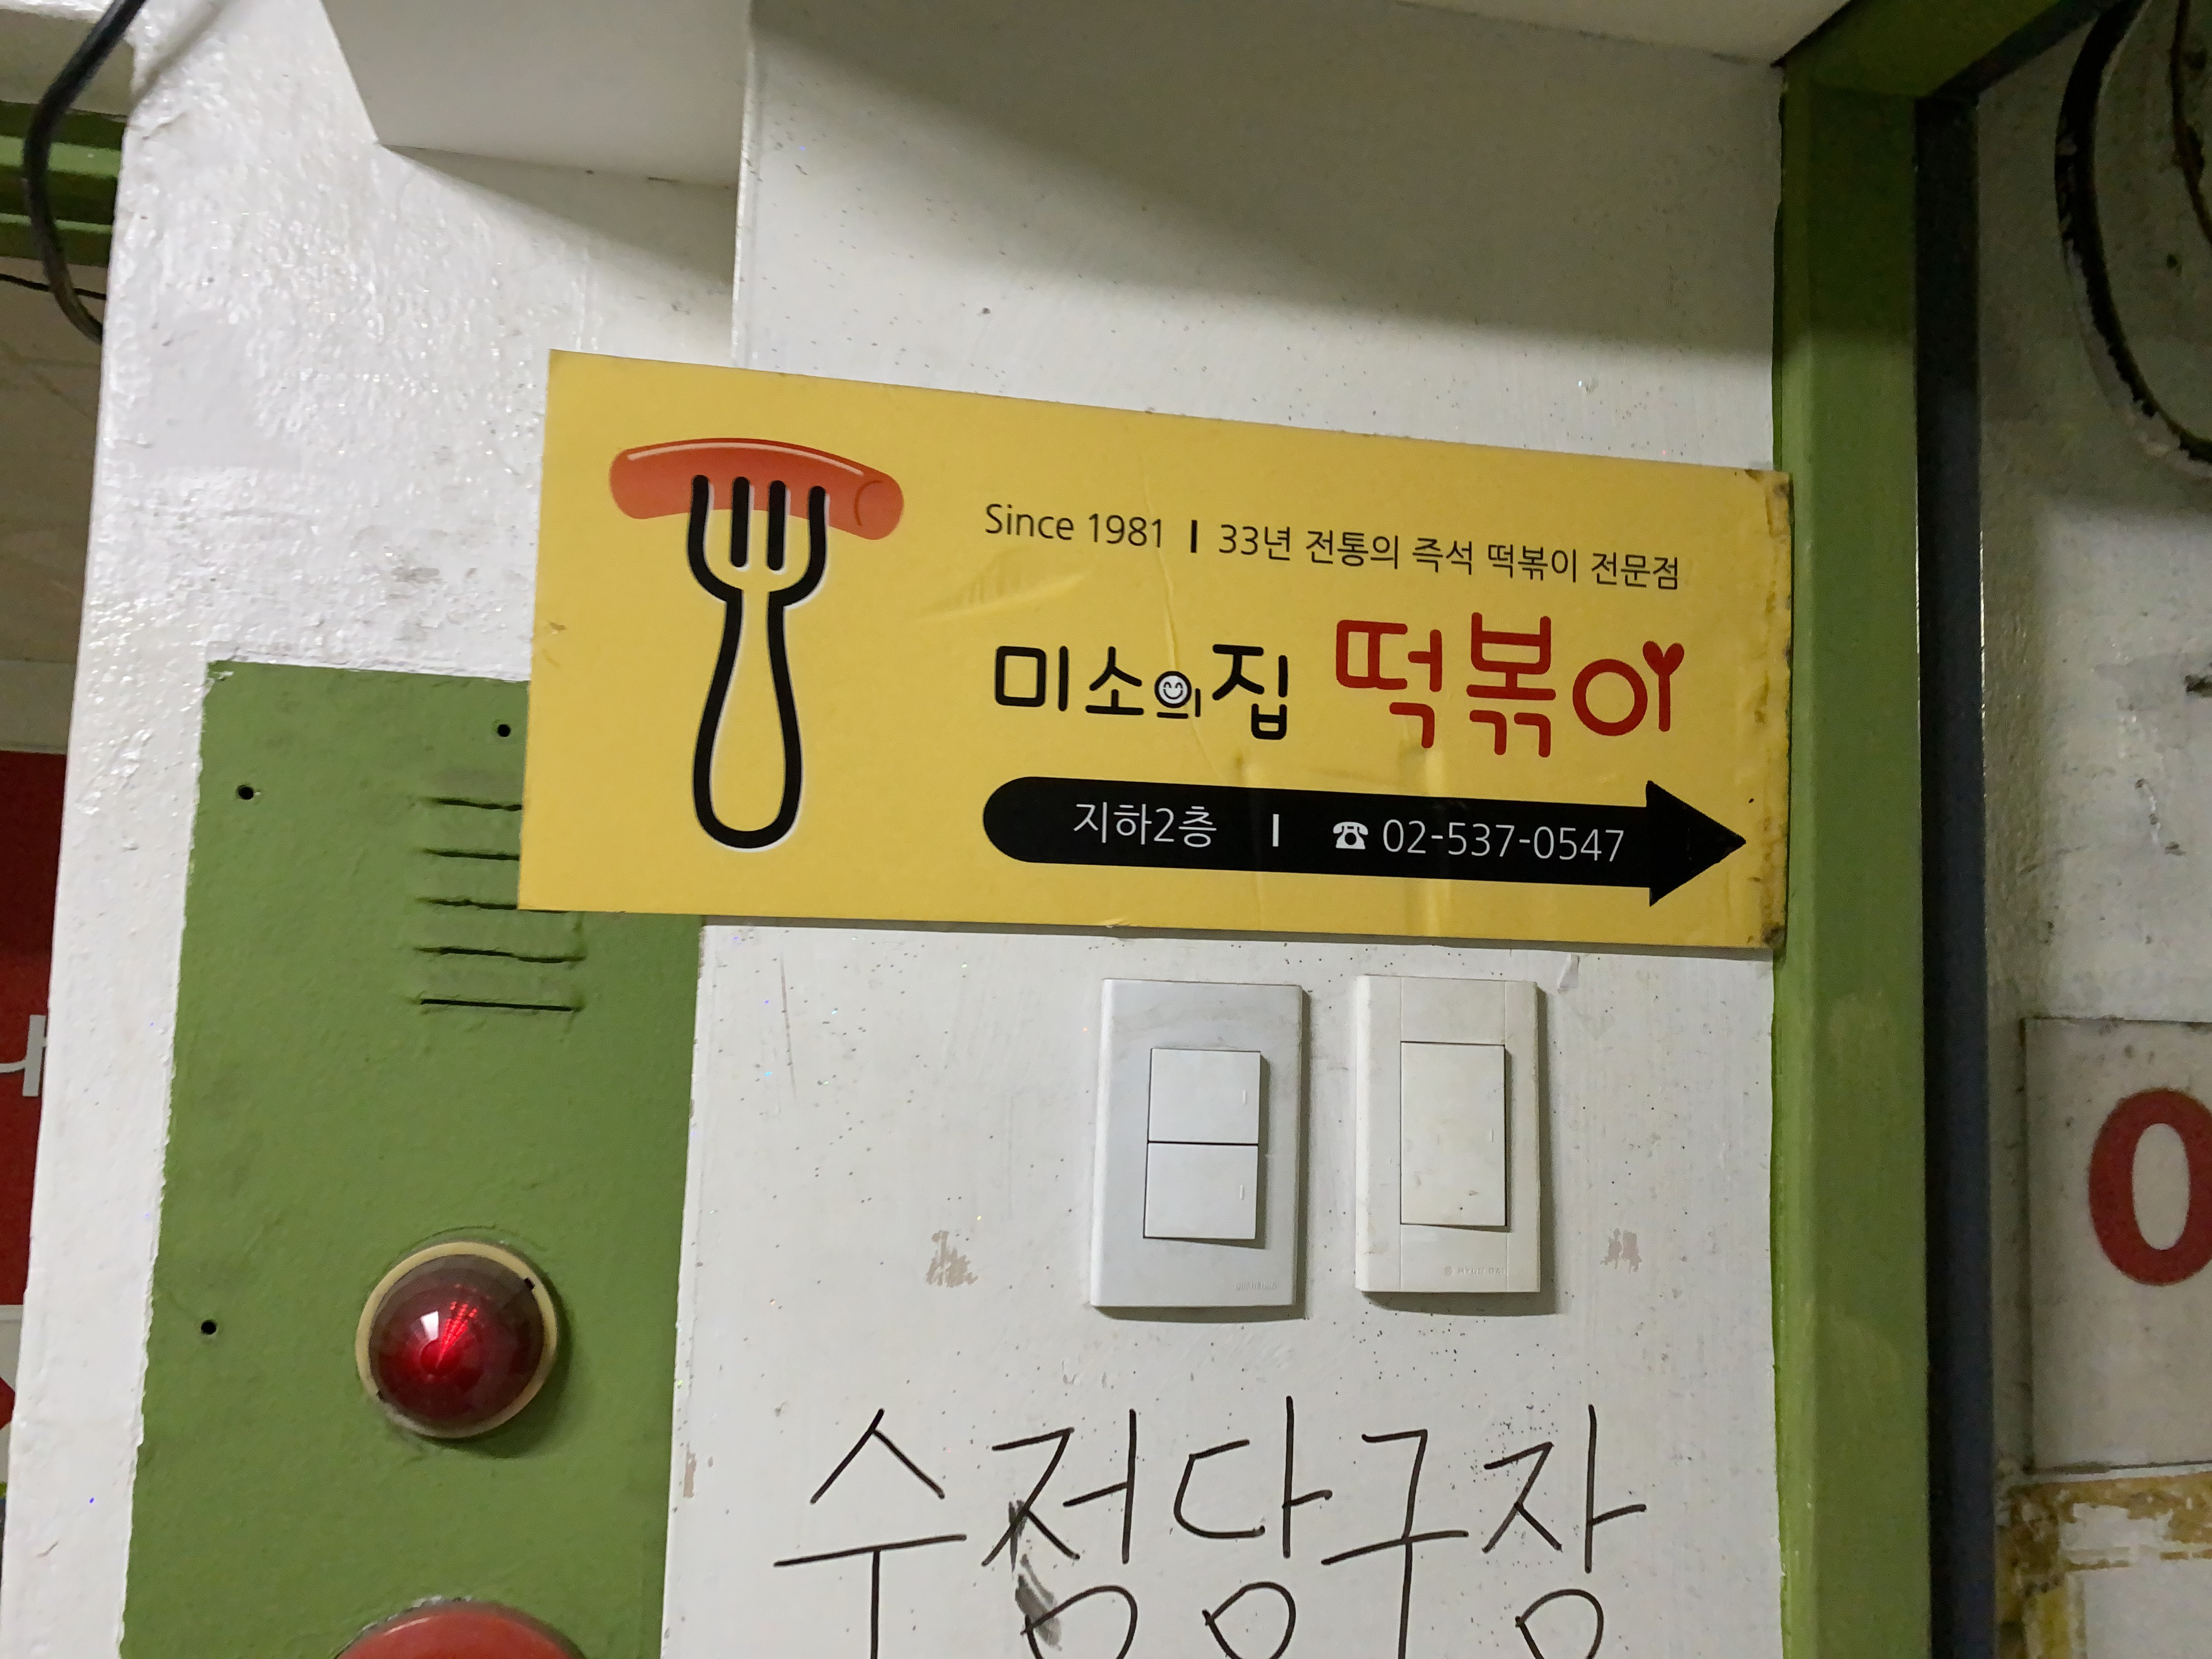 Since 1981 | 33년 전통의 즉석 떡볶이 전문점
미소의집 떡볶이
지하2층 | ☎ 02-537-0547
수정당구장